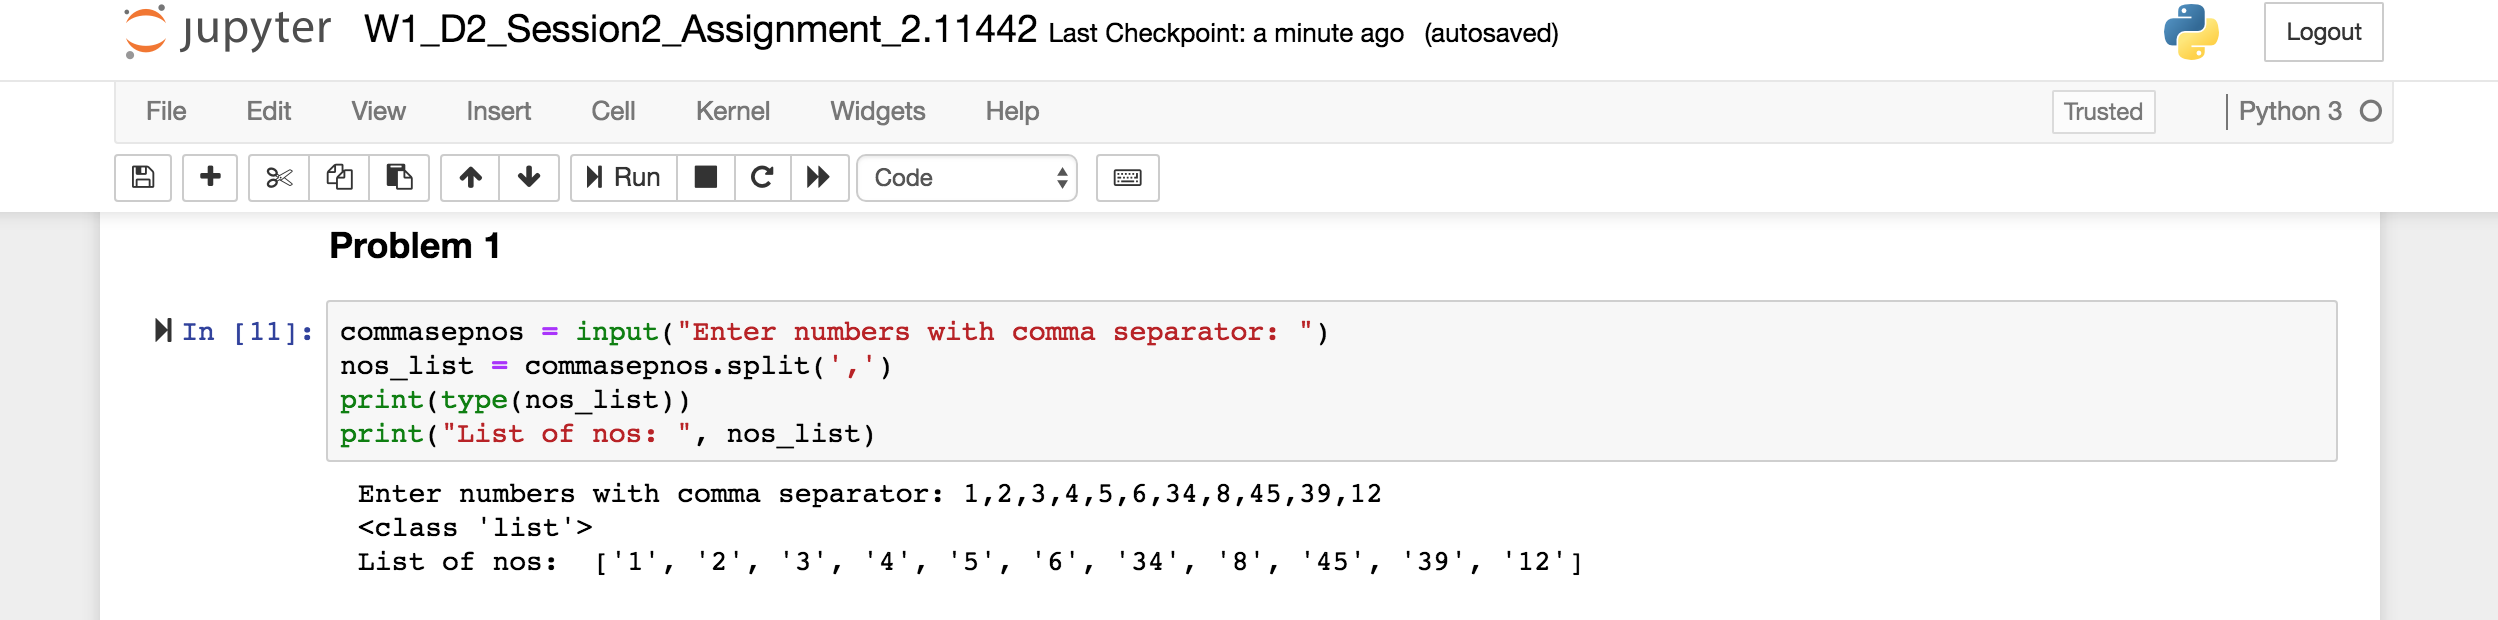 jupyter W1_D2_Session2_Assignment_2.11442 Last Checkpoint: a minute ago (autosaved) Logout
File Edit View Insert Cell Kernel Widgets Help Trusted Python 3
Run Code
Problem 1
In [11]: commasepnos = input("Enter numbers with comma separator: ")
nos_list = commasepnos.split(',')
print(type(nos_list))
print("List of nos: ", nos_list)
Enter numbers with comma separator: 1,2,3,4,5,6,34,8,45,39,12
<class 'list'>
List of nos:  ['1', '2', '3', '4', '5', '6', '34', '8', '45', '39', '12']